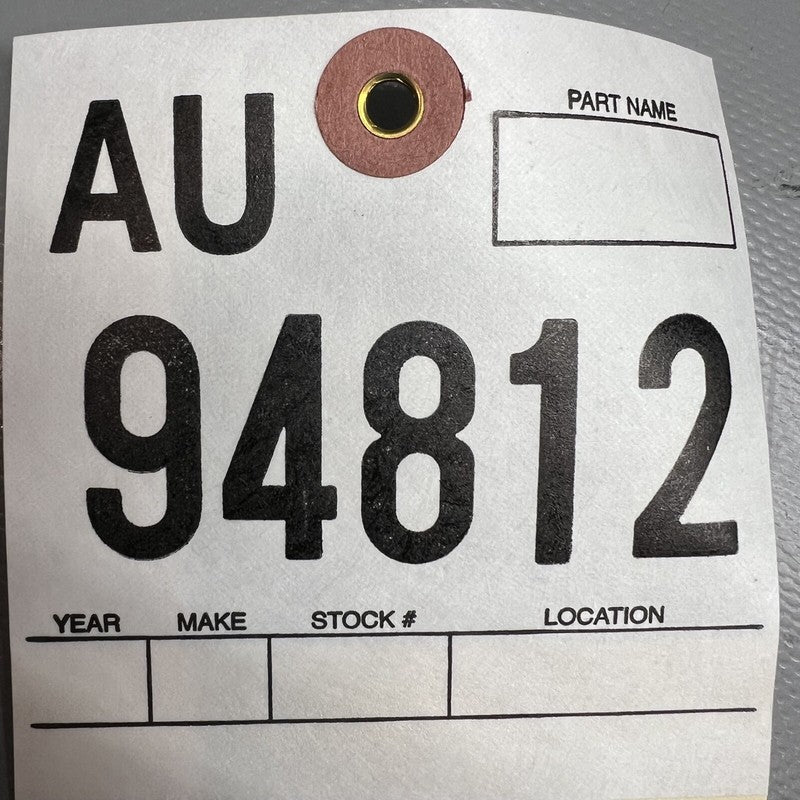 AU
PART NAME
94812
YEAR MAKE STOCK # LOCATION